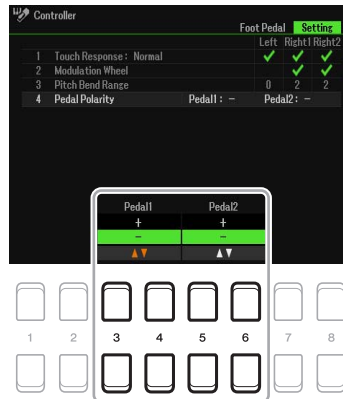 Controller
Foot Pedal Setting
Left Right1 Right2
1 Touch Response: Normal
2 Modulation Wheel
3 Pitch Bend Range 0 2 2
4 Pedal Polarity Pedal1: − Pedal2: −
Pedal1 Pedal2
+ +
− −
1 2 3 4 5 6 7 8